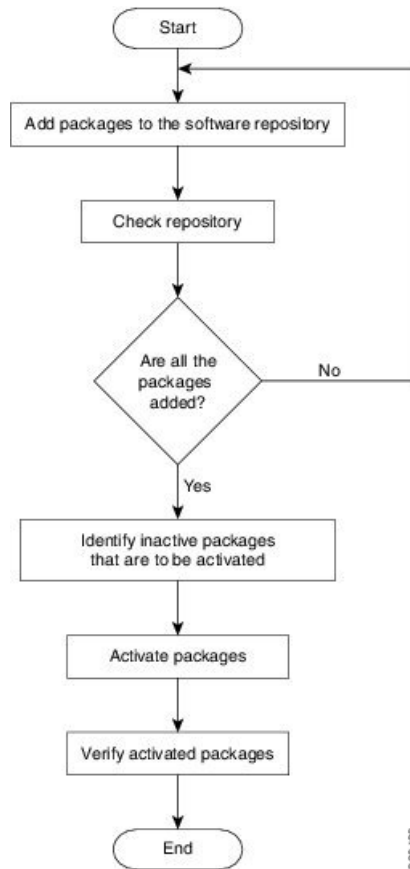 Start
Add packages to the software repository
Check repository
Are all the
packages
added?
No
Yes
Identify inactive packages
that are to be activated
Activate packages
Verify activated packages
End